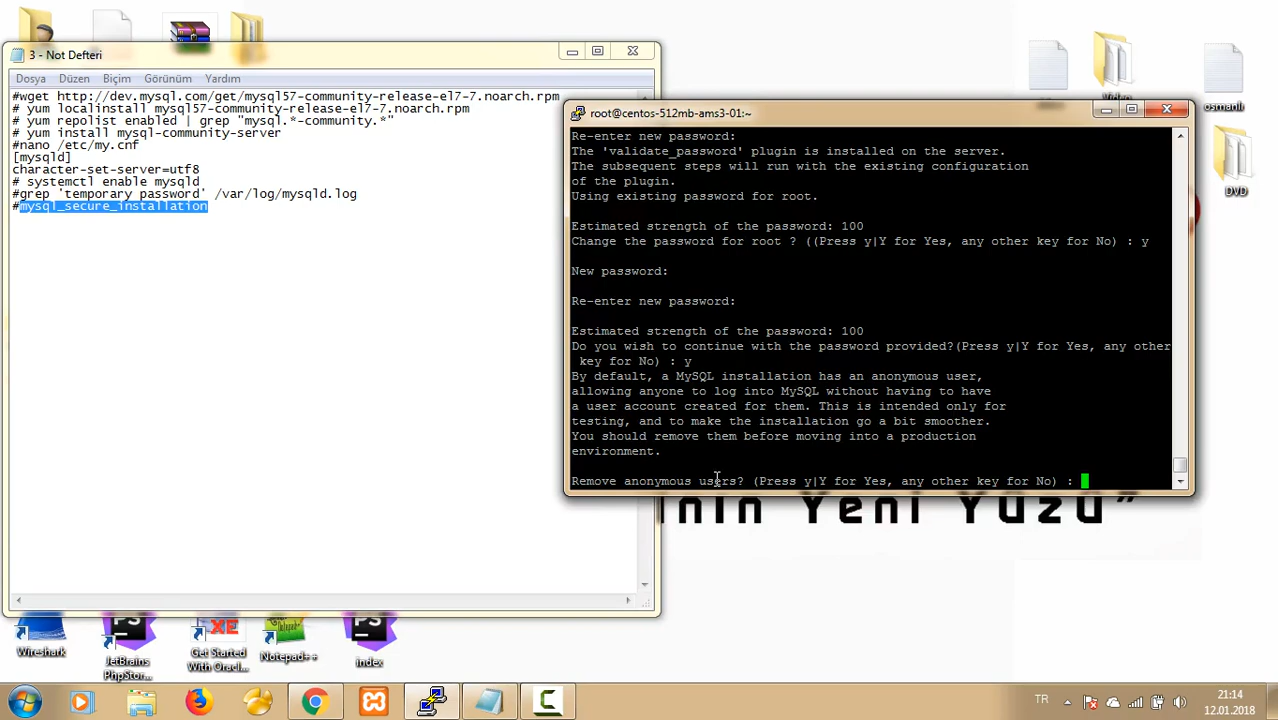 3 - Not Defteri
Dosya Düzen Biçim Görünüm Yardım
#wget http://dev.mysql.com/get/mysql57-community-release-el7-7.noarch.rpm
# yum localinstall mysql57-community-release-el7-7.noarch.rpm
# yum repolist enabled | grep "mysql.*-community.*"
# yum install mysql-community-server
#nano /etc/my.cnf
[mysqld]
character-set-server=utf8
# systemctl enable mysqld
#grep 'temporary password' /var/log/mysqld.log
#mysql_secure_installation
root@centos-512mb-ams3-01:~
Re-enter new password:
The 'validate_password' plugin is installed on the server.
The subsequent steps will run with the existing configuration
of the plugin.
Using existing password for root.
Estimated strength of the password: 100
Change the password for root ? ((Press y|Y for Yes, any other key for No) : y
New password:
Re-enter new password:
Estimated strength of the password: 100
Do you wish to continue with the password provided?(Press y|Y for Yes, any other
key for No) : y
By default, a MySQL installation has an anonymous user,
allowing anyone to log into MySQL without having to have
a user account created for them. This is intended only for
testing, and to make the installation go a bit smoother.
You should remove them before moving into a production
environment.
Remove anonymous users? (Press y|Y for Yes, any other key for No) :
osmanlı
DVD
Yeni Yüzü"
Wireshark
JetBrains
PhpStor...
Get Started
With Oracl...
Notepad++
index
TR
21:14
12.01.2018